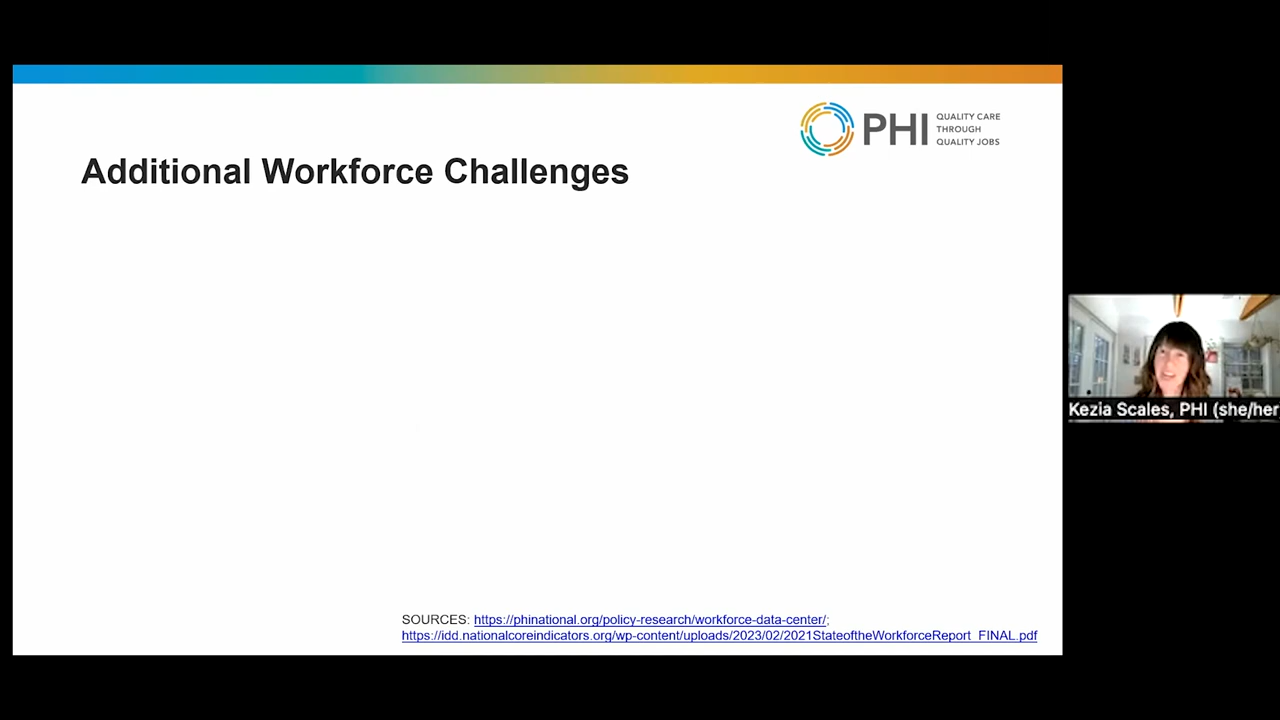 PHI
QUALITY CARE
THROUGH
QUALITY JOBS
Additional Workforce Challenges
SOURCES: https://phinational.org/policy-research/workforce-data-center/;
https://idd.nationalcoreindicators.org/wp-content/uploads/2023/02/2021StateoftheWorkforceReport_FINAL.pdf
Kezia Scales, PHI (she/her